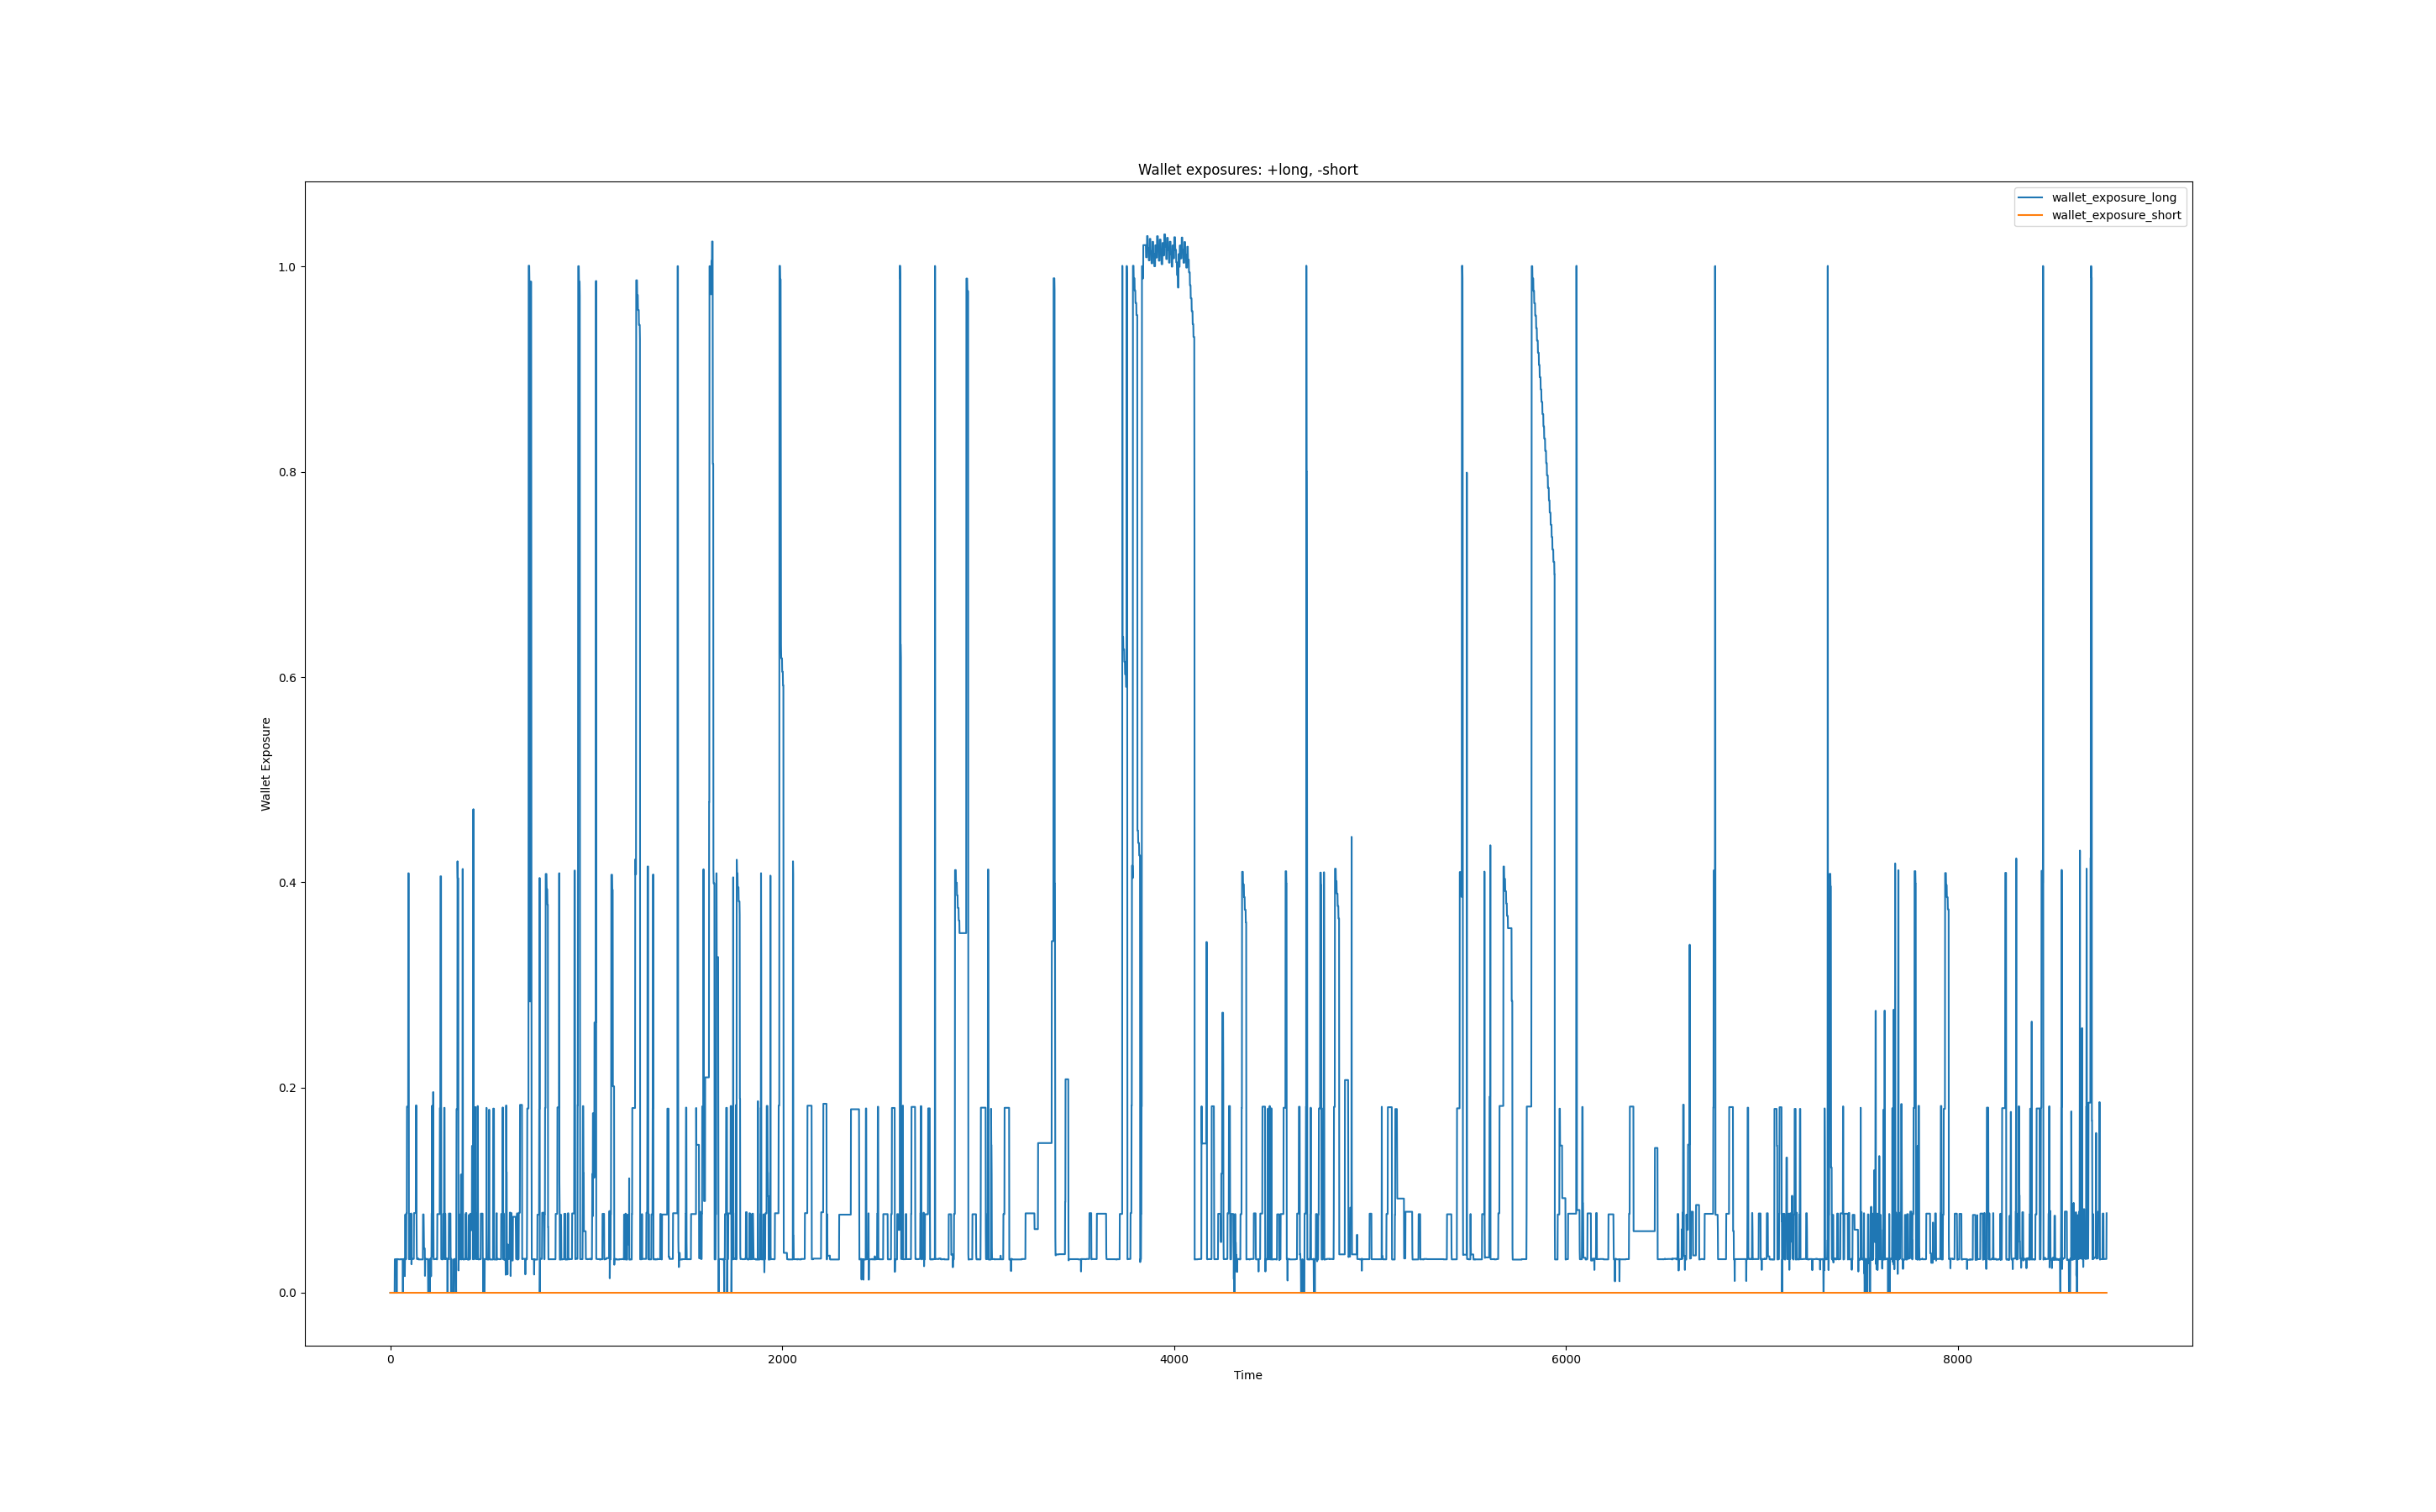 Wallet exposures: +long, -short
wallet_exposure_long
wallet_exposure_short
1.0
0.8
0.6
0.4
0.2
0.0
Wallet Exposure
0
2000
4000
6000
8000
Time